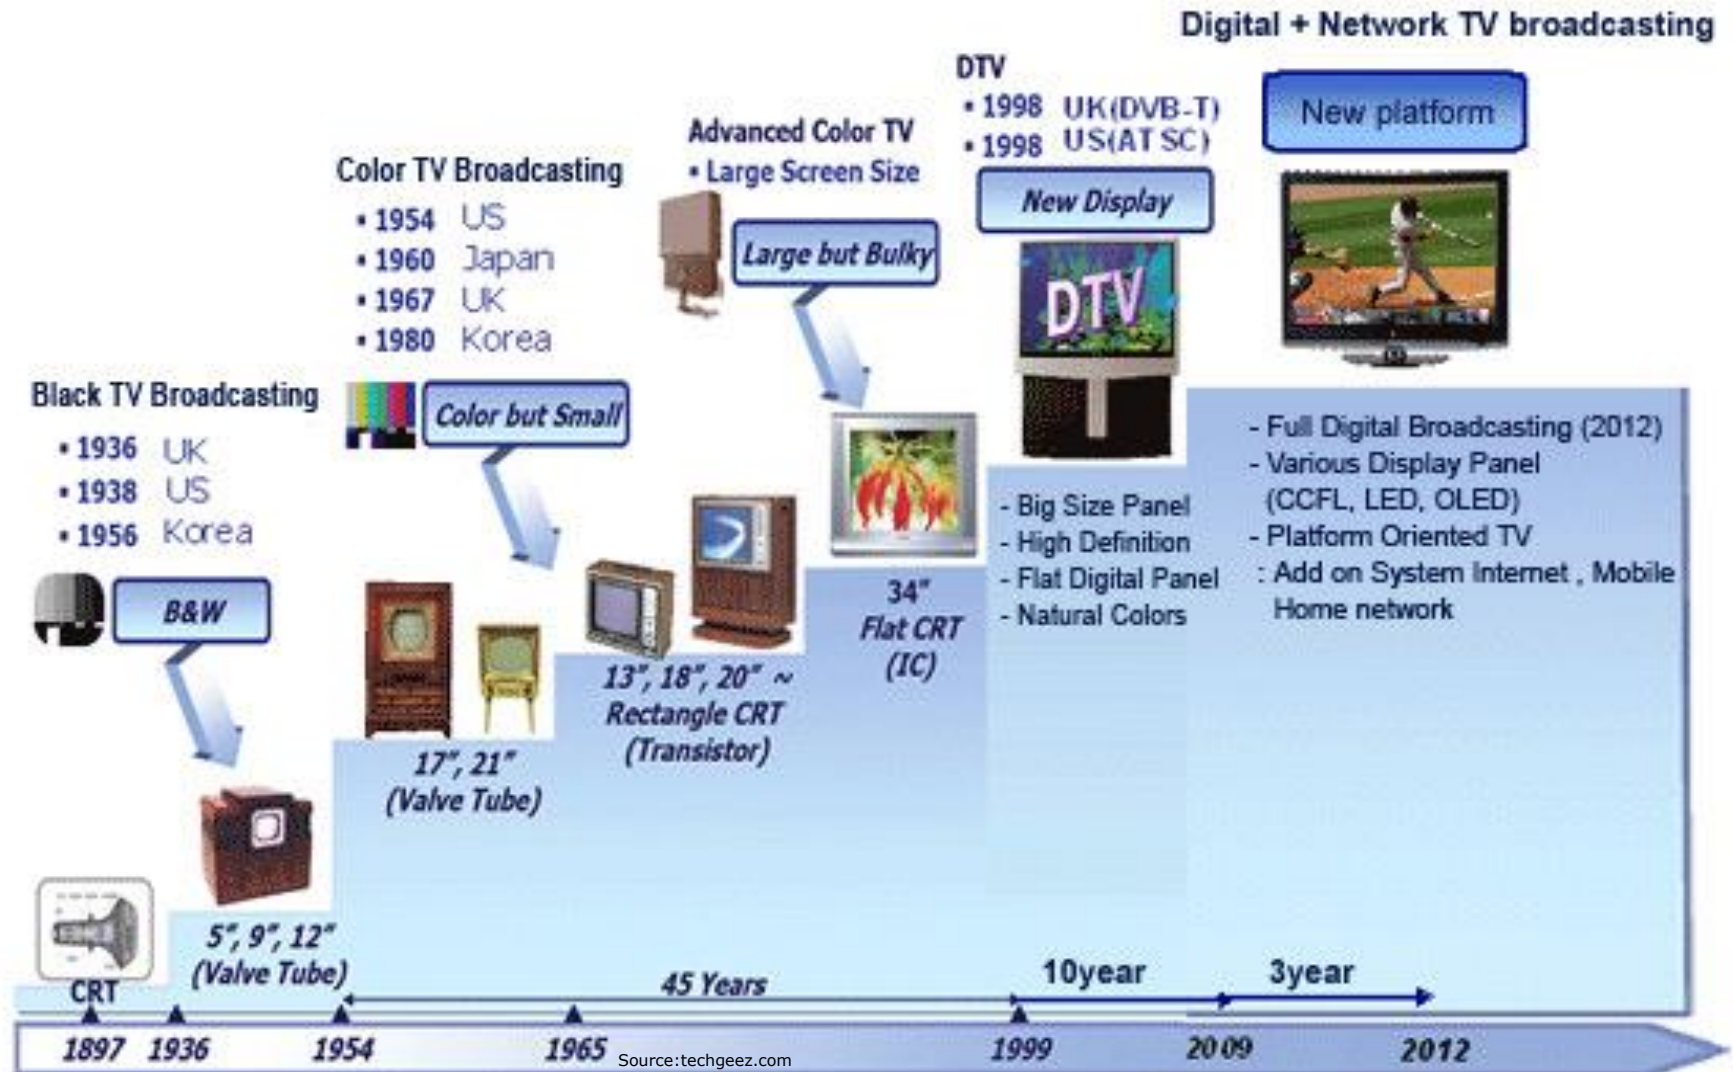 Digital + Network TV broadcasting
New platform
DTV
▪ 1998 UK(DVB-T)
▪ 1998 US(ATSC)
New Display
DTV
Advanced Color TV
▪ Large Screen Size
Large but Bulky
Color TV Broadcasting
▪ 1954 US
▪ 1960 Japan
▪ 1967 UK
▪ 1980 Korea
Color but Small
Black TV Broadcasting
▪ 1936 UK
▪ 1938 US
▪ 1956 Korea
B&W
CRT
5", 9", 12"
(Valve Tube)
17", 21"
(Valve Tube)
13", 18", 20" ~
Rectangle CRT
(Transistor)
34"
Flat CRT
(IC)
- Big Size Panel
- High Definition
- Flat Digital Panel
- Natural Colors
- Full Digital Broadcasting (2012)
- Various Display Panel
(CCFL, LED, OLED)
- Platform Oriented TV
: Add on System Internet , Mobile
Home network
45 Years
10year
3year
1897 1936 1954 1965 1999 2009 2012
Source:techgeez.com